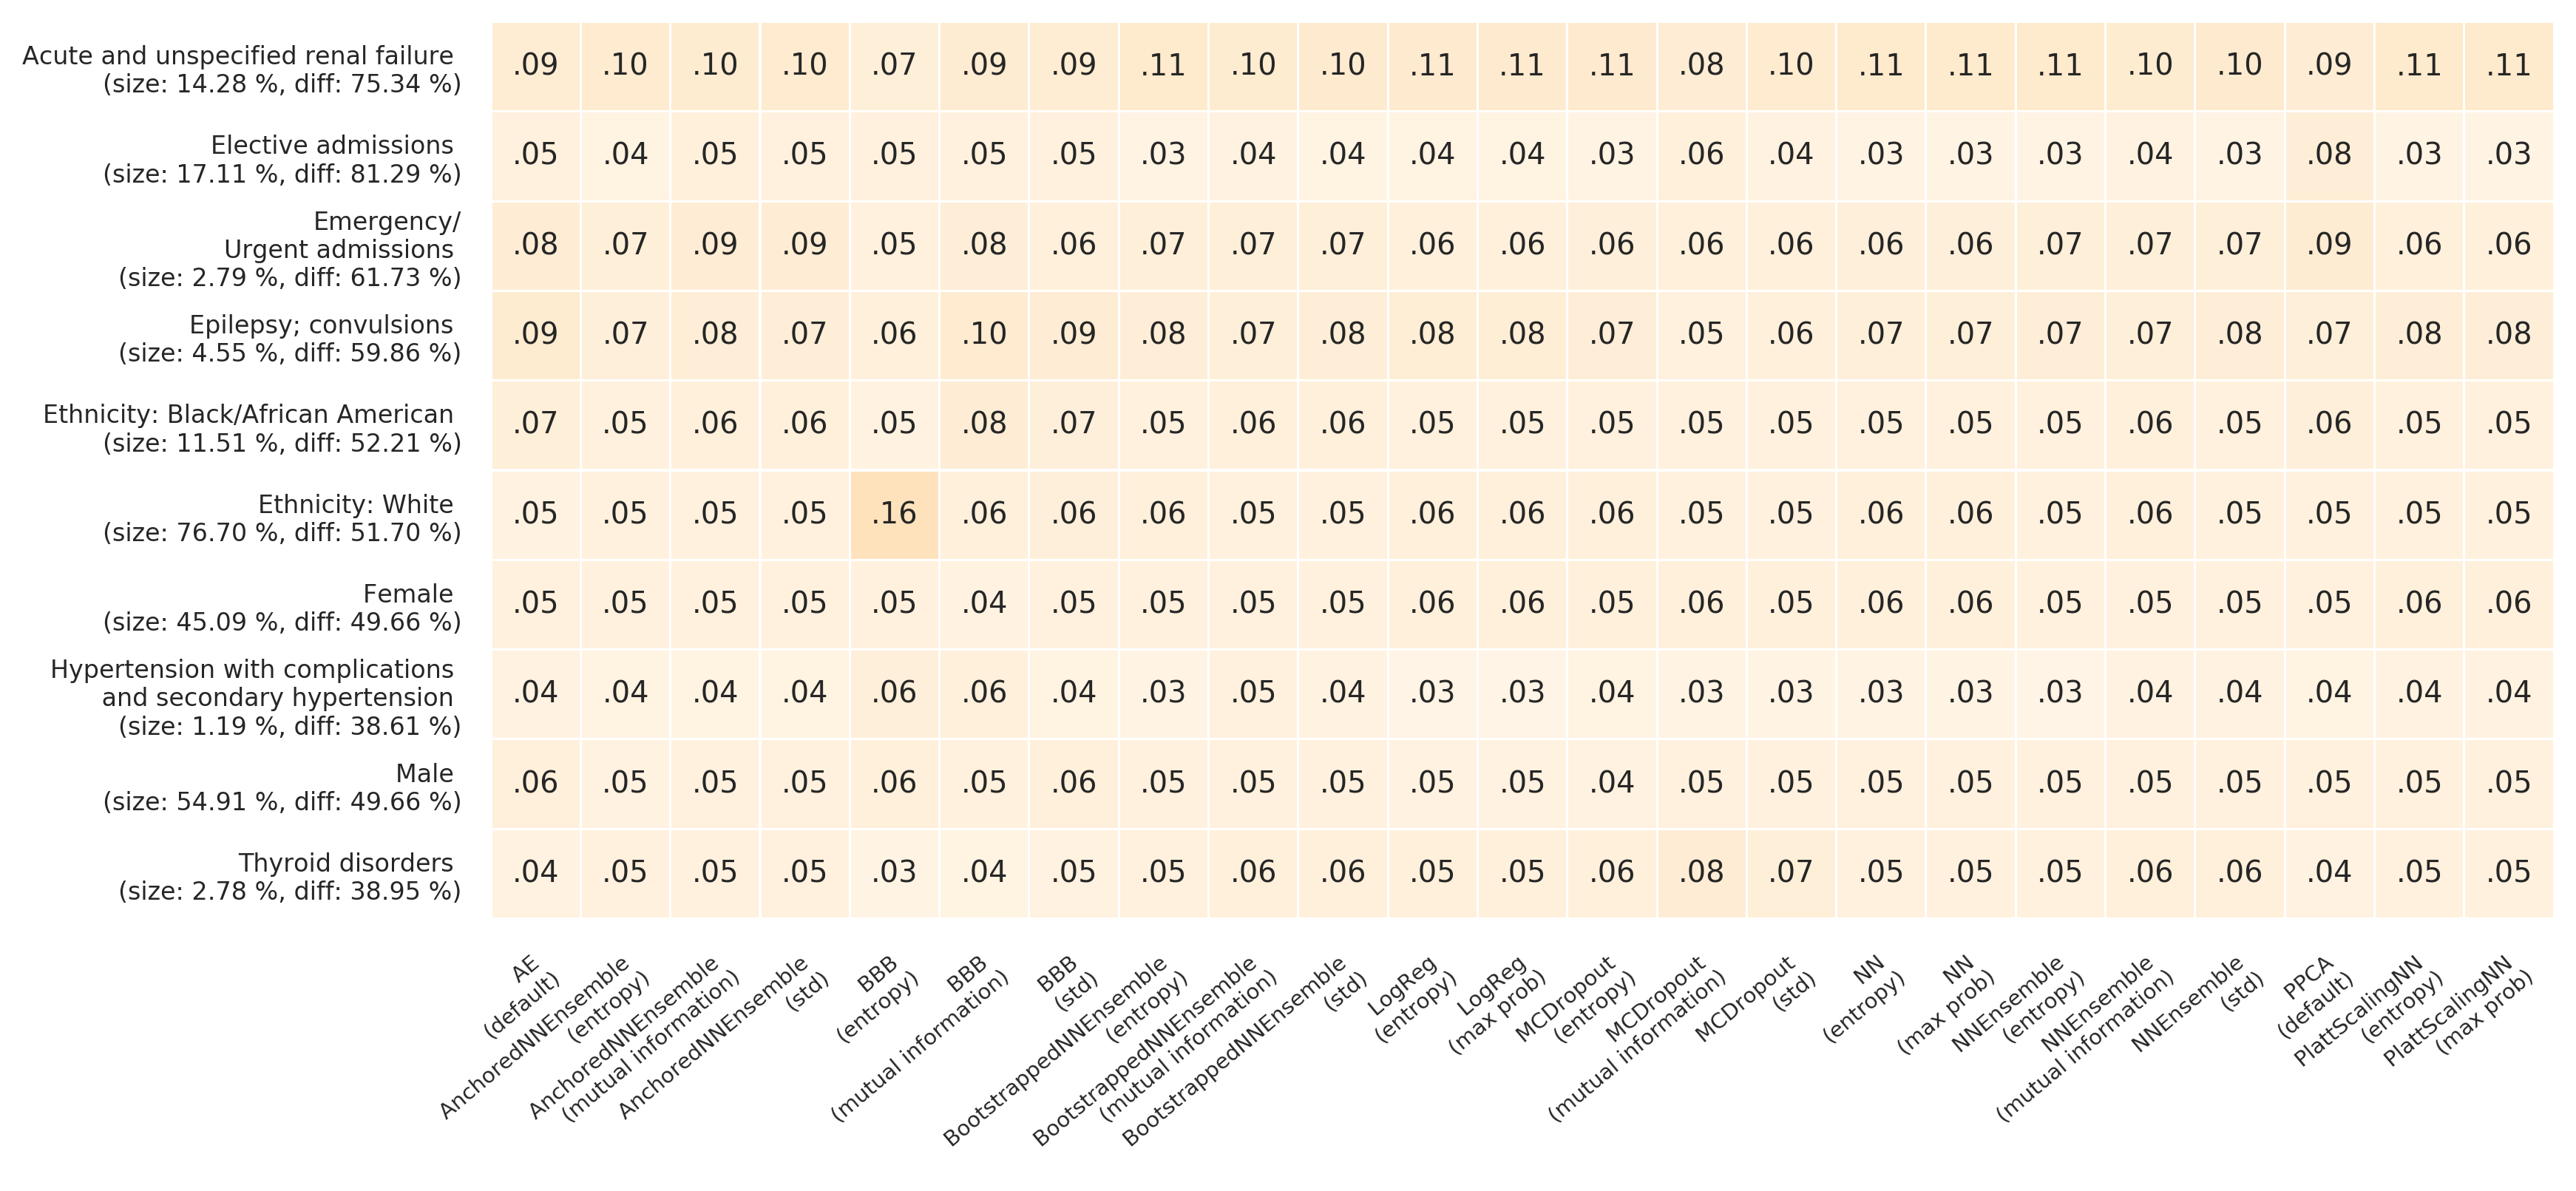 Acute and unspecified renal failure
(size: 14.28 %, diff: 75.34 %)
.09 .10 .10 .10 .07 .09 .09 .11 .10 .10 .11 .11 .11 .08 .10 .11 .11 .11 .10 .10 .09 .11 .11
Elective admissions
(size: 17.11 %, diff: 81.29 %)
.05 .04 .05 .05 .05 .05 .05 .03 .04 .04 .04 .04 .03 .06 .04 .03 .03 .03 .04 .03 .08 .03 .03
Emergency/
Urgent admissions
(size: 2.79 %, diff: 61.73 %)
.08 .07 .09 .09 .05 .08 .06 .07 .07 .07 .06 .06 .06 .06 .06 .06 .06 .07 .07 .07 .09 .06 .06
Epilepsy; convulsions
(size: 4.55 %, diff: 59.86 %)
.09 .07 .08 .07 .06 .10 .09 .08 .07 .08 .08 .08 .07 .05 .06 .07 .07 .07 .07 .08 .07 .08 .08
Ethnicity: Black/African American
(size: 11.51 %, diff: 52.21 %)
.07 .05 .06 .06 .05 .08 .07 .05 .06 .06 .05 .05 .05 .05 .05 .05 .05 .05 .06 .05 .06 .05 .05
Ethnicity: White
(size: 76.70 %, diff: 51.70 %)
.05 .05 .05 .05 .16 .06 .06 .06 .05 .05 .06 .06 .06 .05 .05 .06 .06 .05 .06 .05 .05 .05 .05
Female
(size: 45.09 %, diff: 49.66 %)
.05 .05 .05 .05 .05 .04 .05 .05 .05 .05 .06 .06 .05 .06 .05 .06 .06 .05 .05 .05 .05 .06 .06
Hypertension with complications
and secondary hypertension
(size: 1.19 %, diff: 38.61 %)
.04 .04 .04 .04 .06 .06 .04 .03 .05 .04 .03 .03 .04 .03 .03 .03 .03 .03 .04 .04 .04 .04 .04
Male
(size: 54.91 %, diff: 49.66 %)
.06 .05 .05 .05 .06 .05 .06 .05 .05 .05 .05 .05 .04 .05 .05 .05 .05 .05 .05 .05 .05 .05 .05
Thyroid disorders
(size: 2.78 %, diff: 38.95 %)
.04 .05 .05 .05 .03 .04 .05 .05 .06 .06 .05 .05 .06 .08 .07 .05 .05 .05 .06 .06 .04 .05 .05
AE
(default)
AnchoredNNEnsemble
(entropy)
AnchoredNNEnsemble
(mutual information)
AnchoredNNEnsemble
(std)
BBB
(entropy)
BBB
(mutual information)
BBB
(std)
BootstrappedNNEnsemble
(entropy)
BootstrappedNNEnsemble
(mutual information)
BootstrappedNNEnsemble
(std)
LogReg
(entropy)
LogReg
(max prob)
MCDropout
(entropy)
MCDropout
(mutual information)
MCDropout
(std)
NN
(entropy)
NN
(max prob)
NNEnsemble
(entropy)
NNEnsemble
(mutual information)
NNEnsemble
(std)
PPCA
(default)
PlattScalingNN
(entropy)
PlattScalingNN
(max prob)